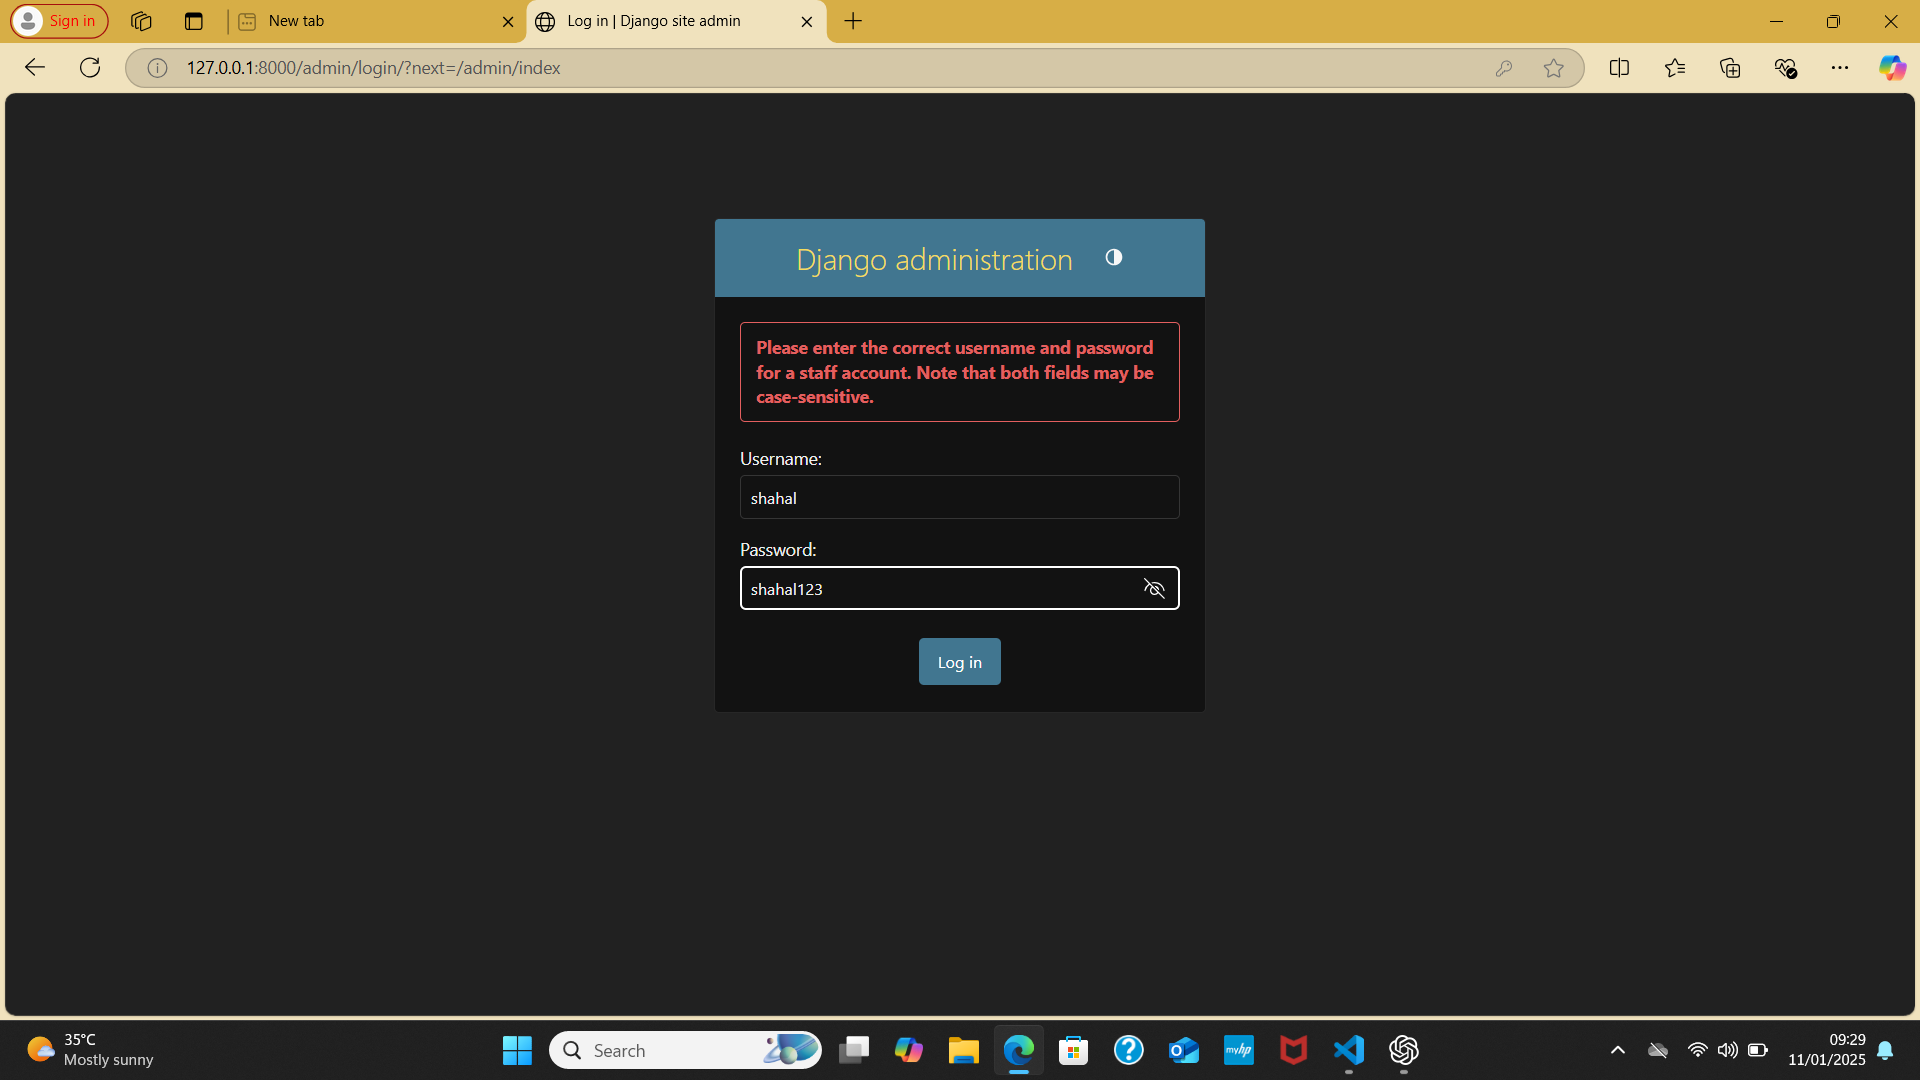 Sign in
New tab
Log in | Django site admin
127.0.0.1:8000/admin/login/?next=/admin/index
Django administration
Please enter the correct username and password
for a staff account. Note that both fields may be
case-sensitive.
Username:
shahal
Password:
shahal123
Log in
35°C
Mostly sunny
Search
myhp
09:29
11/01/2025